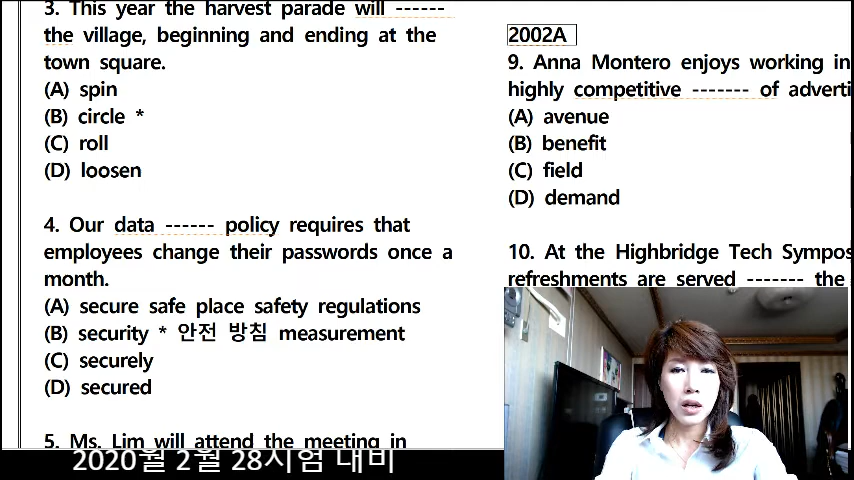 3. This year the harvest parade will ------
the village, beginning and ending at the
town square.
(A) spin
(B) circle *
(C) roll
(D) loosen
4. Our data ------ policy requires that
employees change their passwords once a
month.
(A) secure safe place safety regulations
(B) security * 안전 방침 measurement
(C) securely
(D) secured
5. Ms. Lim will attend the meeting in
2002A
9. Anna Montero enjoys working in
highly competitive ------- of adverti
(A) avenue
(B) benefit
(C) field
(D) demand
10. At the Highbridge Tech Sympos
refreshments are served ------- the
2020월 2월 28시험 대비